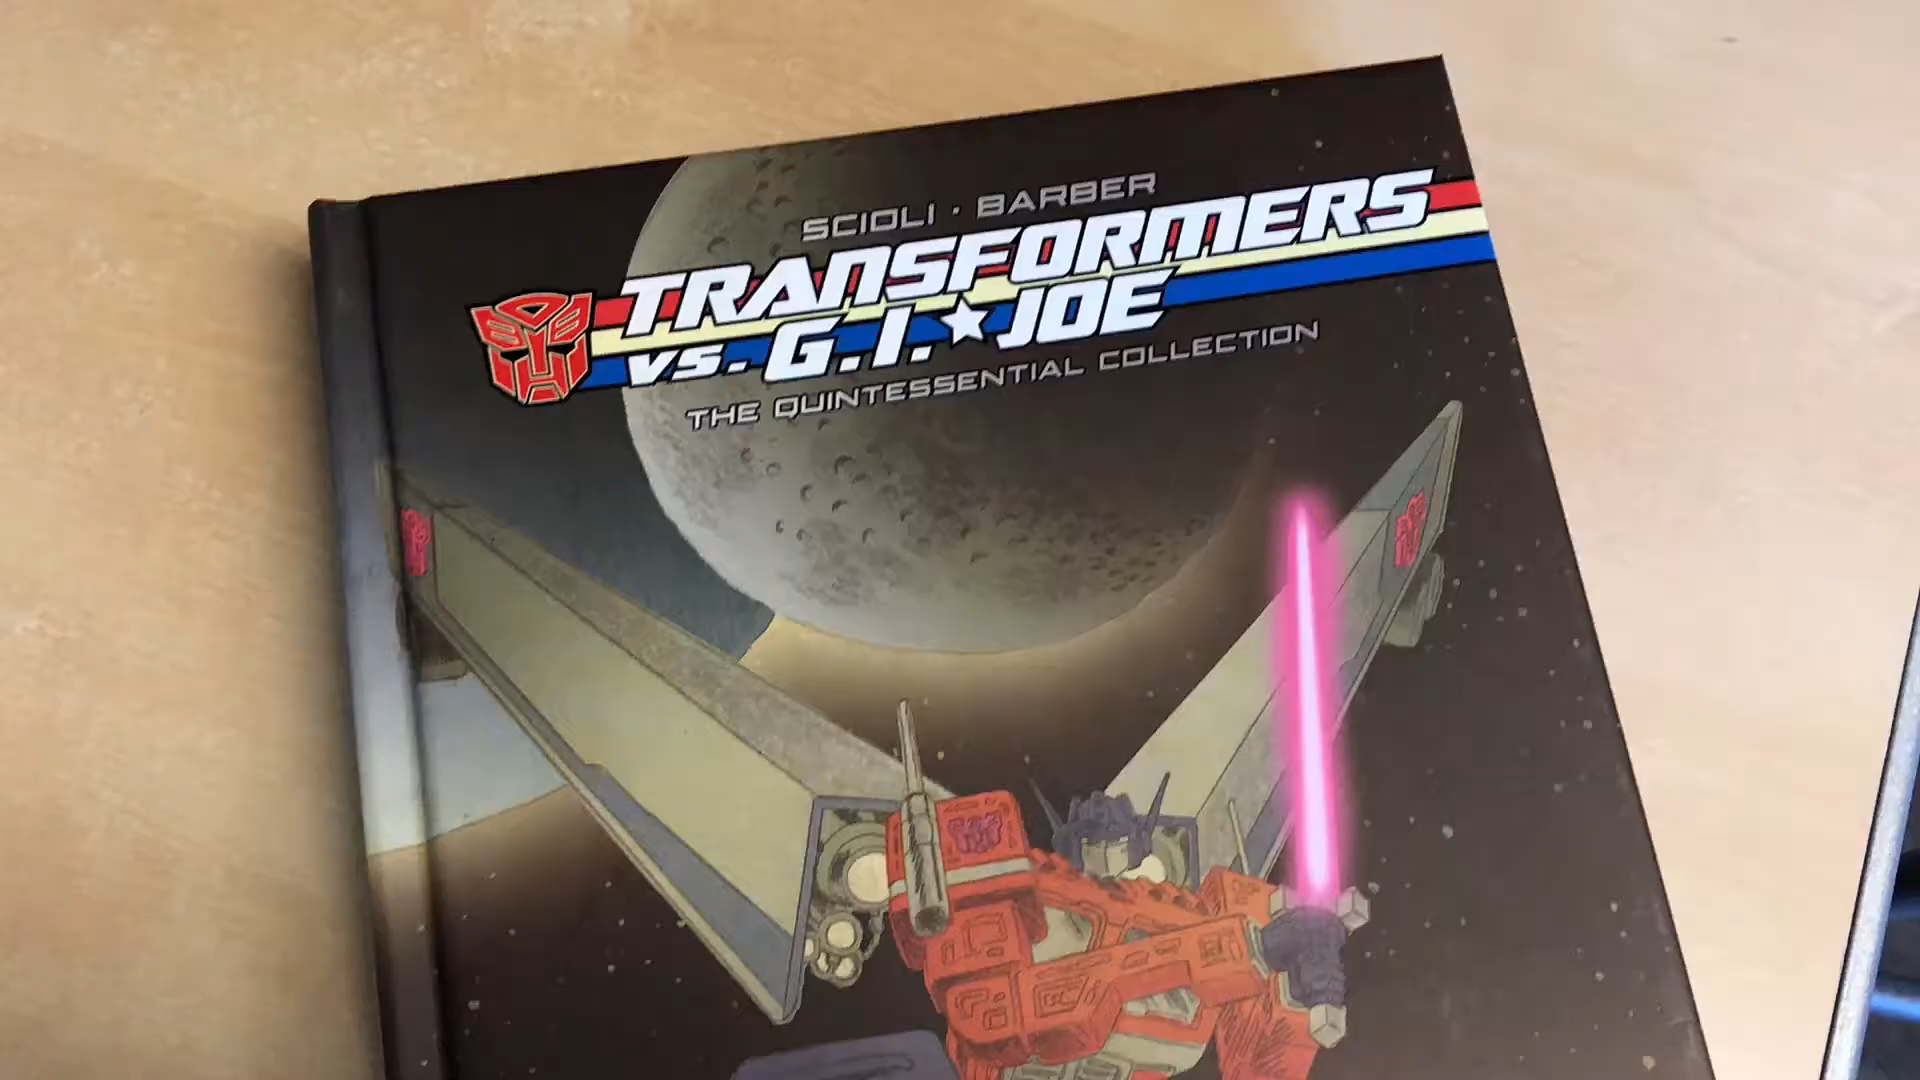 SCIOLI · BARBER
TRANSFORMERS
VS. G.I.★JOE
THE QUINTESSENTIAL COLLECTION